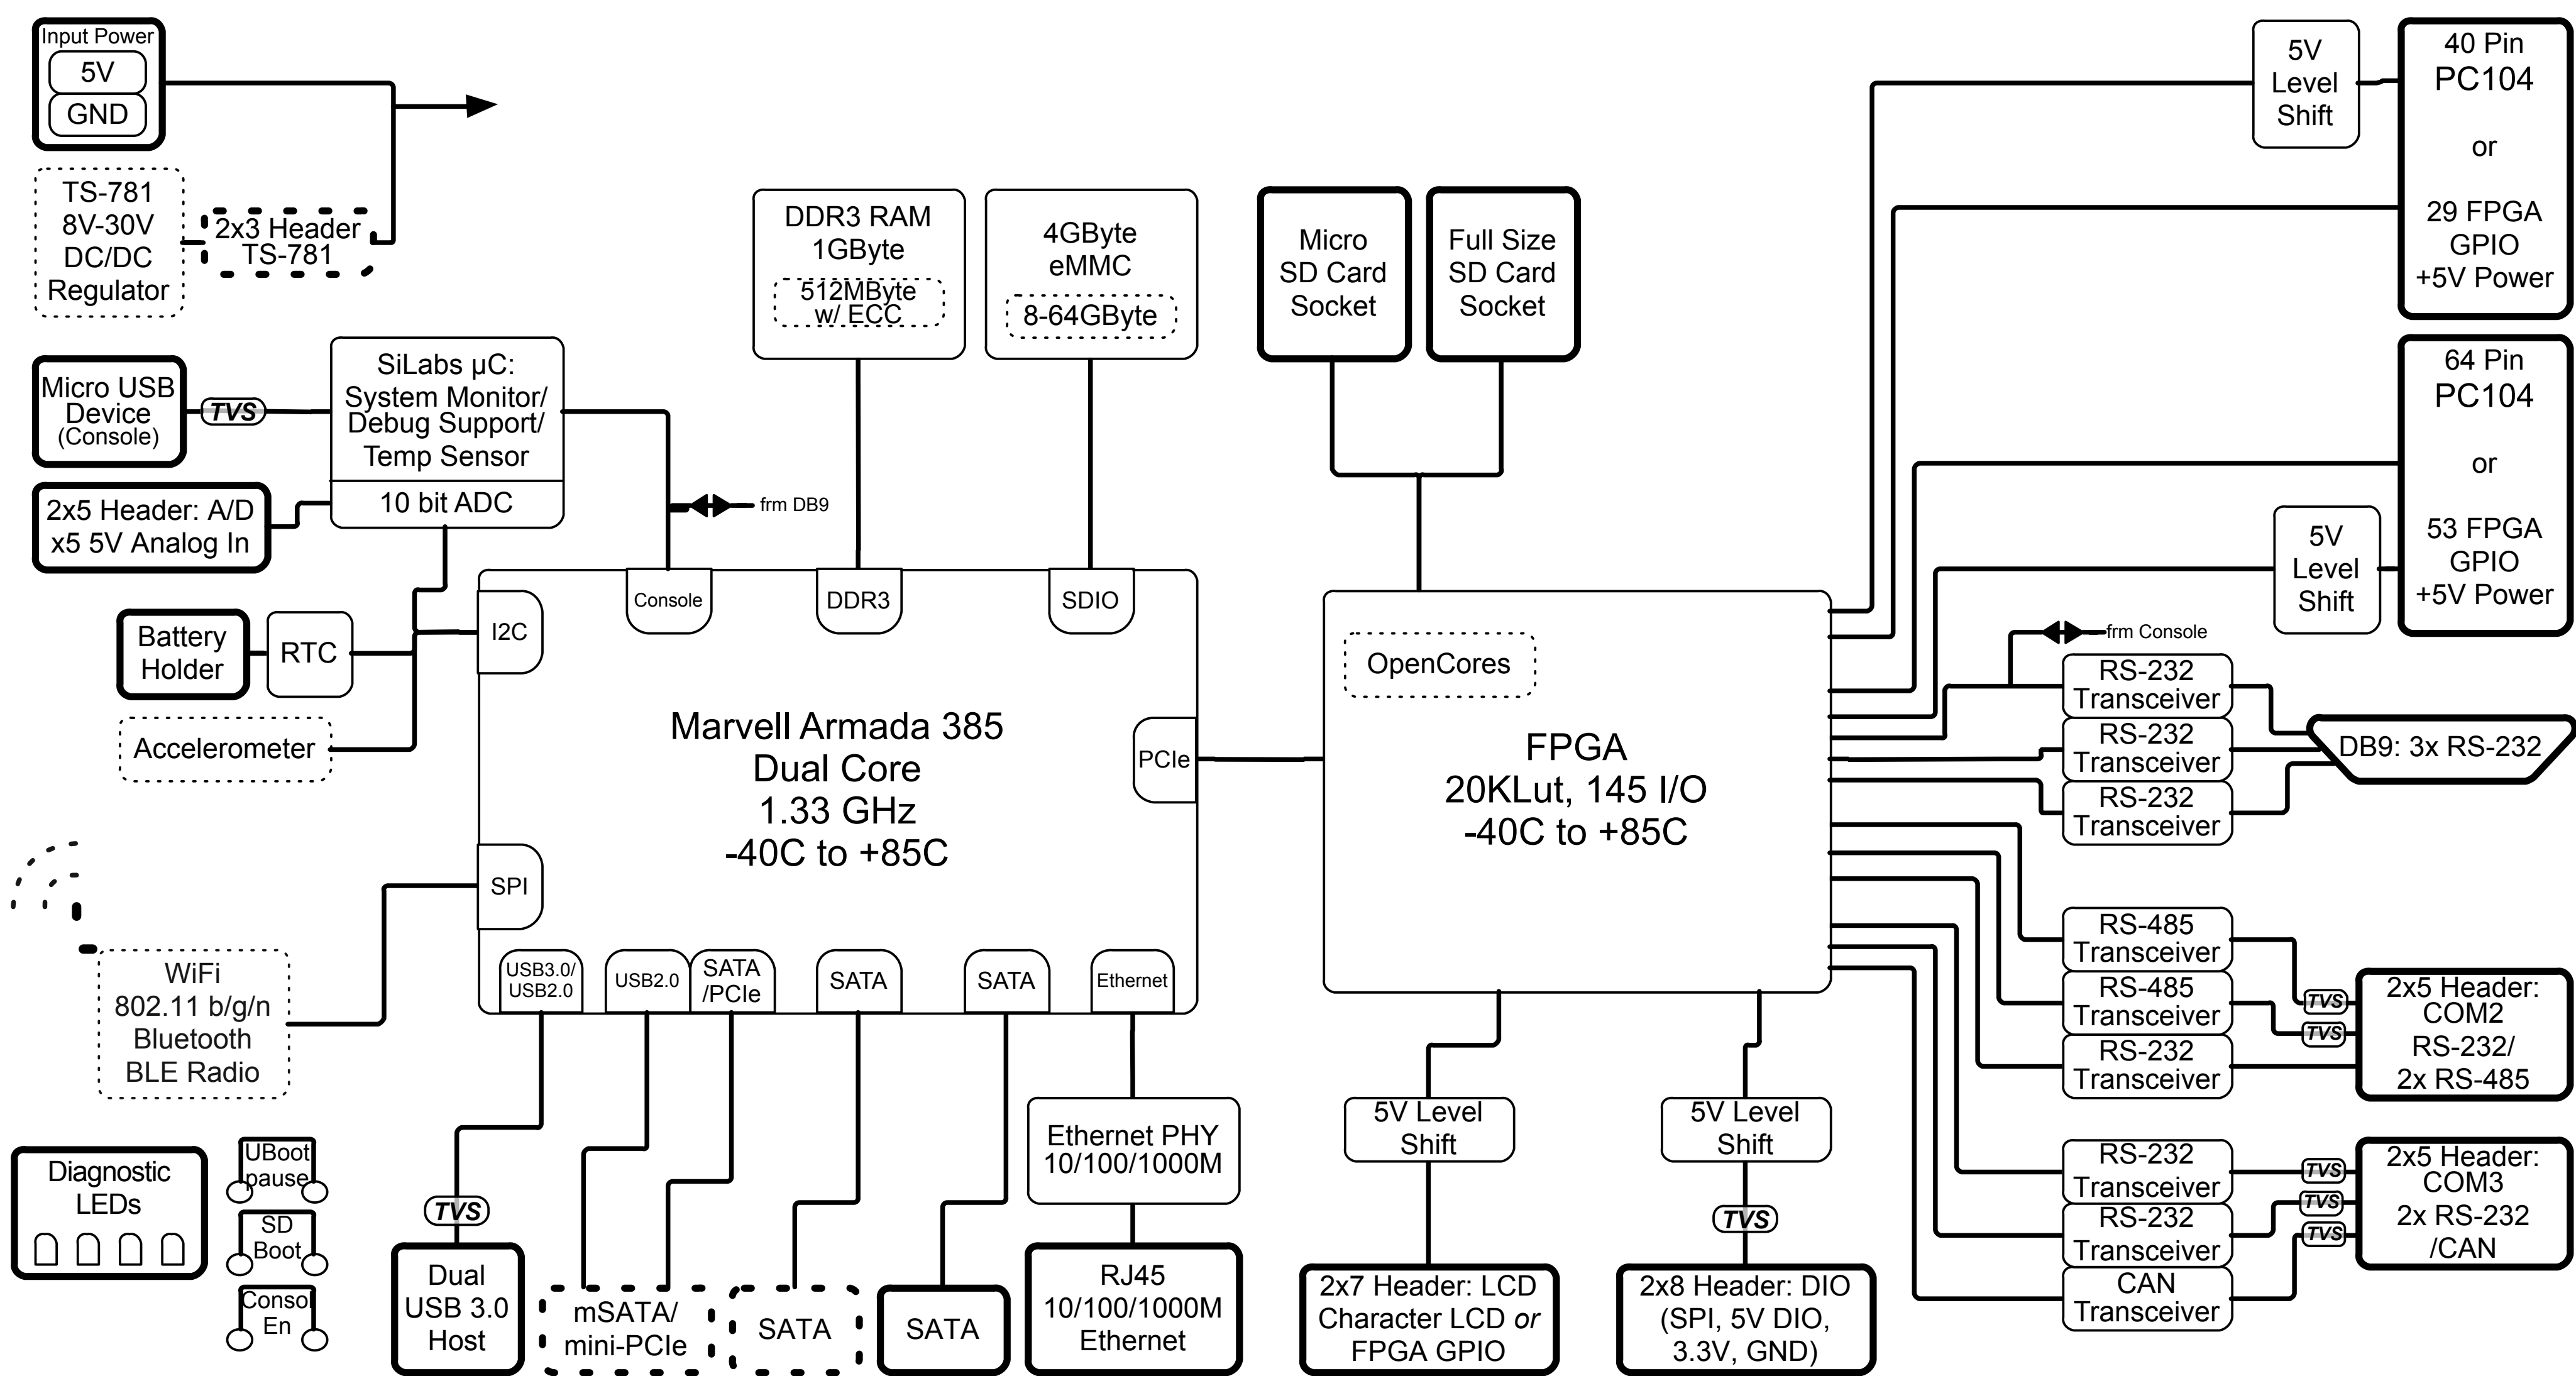 Input Power
5V
GND
TS-781
8V-30V
DC/DC
Regulator
2x3 Header
TS-781
Micro USB
Device
(Console)
TVS
SiLabs µC:
System Monitor/
Debug Support/
Temp Sensor
10 bit ADC
2x5 Header: A/D
x5 5V Analog In
frm DB9
DDR3 RAM
1GByte
512MByte
w/ ECC
4GByte
eMMC
8-64GByte
Micro
SD Card
Socket
Full Size
SD Card
Socket
5V
Level
Shift
40 Pin
PC104
or
29 FPGA
GPIO
+5V Power
64 Pin
PC104
or
53 FPGA
GPIO
+5V Power
5V
Level
Shift
Battery
Holder
RTC
Accelerometer
I2C
Console
DDR3
SDIO
Marvell Armada 385
Dual Core
1.33 GHz
-40C to +85C
PCIe
SPI
USB3.0/
USB2.0
USB2.0
SATA
/PCIe
SATA
SATA
Ethernet
OpenCores
FPGA
20KLut, 145 I/O
-40C to +85C
frm Console
RS-232
Transceiver
RS-232
Transceiver
RS-232
Transceiver
DB9: 3x RS-232
RS-485
Transceiver
RS-485
Transceiver
RS-232
Transceiver
TVS
TVS
2x5 Header:
COM2
RS-232/
2x RS-485
RS-232
Transceiver
RS-232
Transceiver
CAN
Transceiver
TVS
TVS
TVS
2x5 Header:
COM3
2x RS-232
/CAN
WiFi
802.11 b/g/n
Bluetooth
BLE Radio
Diagnostic
LEDs
UBoot
pause
SD
Boot
Consol
En
TVS
Dual
USB 3.0
Host
mSATA/
mini-PCIe
SATA
SATA
Ethernet PHY
10/100/1000M
RJ45
10/100/1000M
Ethernet
5V Level
Shift
2x7 Header: LCD
Character LCD or
FPGA GPIO
5V Level
Shift
TVS
2x8 Header: DIO
(SPI, 5V DIO,
3.3V, GND)